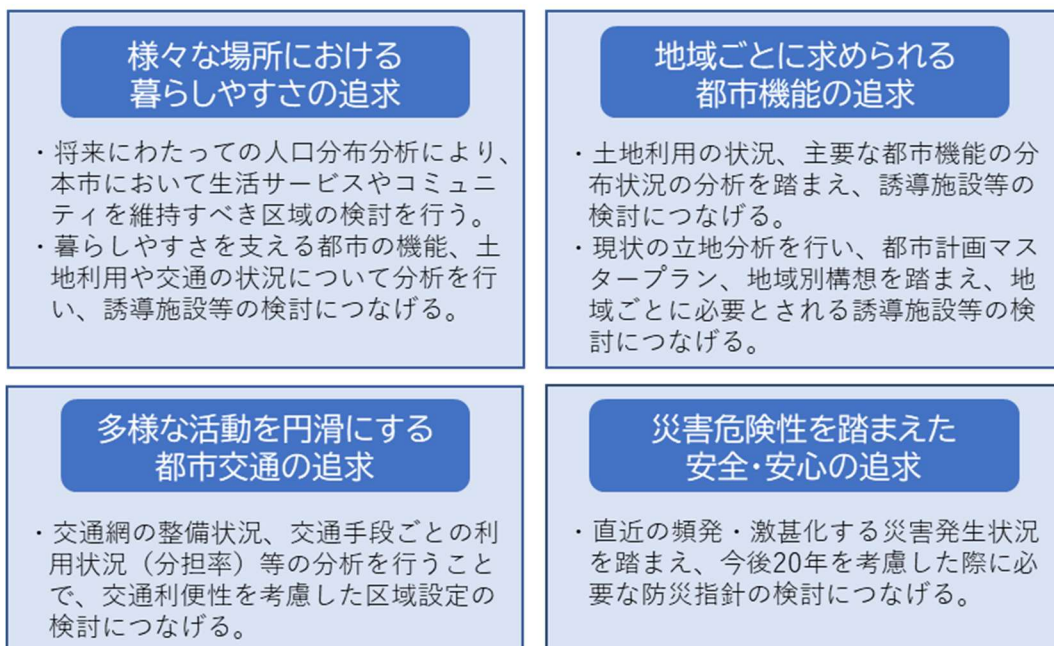 様々な場所における
暮らしやすさの追求
・将来にわたっての人口分布分析により、
本市において生活サービスやコミュニ
ティを維持すべき区域の検討を行う。
・暮らしやすさを支える都市の機能、土
地利用や交通の状況について分析を行
い、誘導施設等の検討につなげる。
地域ごとに求められる
都市機能の追求
・土地利用の状況、主要な都市機能の分
布状況の分析を踏まえ、誘導施設等の
検討につなげる。
・現状の立地分析を行い、都市計画マス
タープラン、地域別構想を踏まえ、地
域ごとに必要とされる誘導施設等の検
討につなげる。
多様な活動を円滑にする
都市交通の追求
・交通網の整備状況、交通手段ごとの利
用状況（分担率）等の分析を行うこと
で、交通利便性を考慮した区域設定の
検討につなげる。
災害危険性を踏まえた
安全・安心の追求
・直近の頻発・激甚化する災害発生状況
を踏まえ、今後20年を考慮した際に必
要な防災指針の検討につなげる。